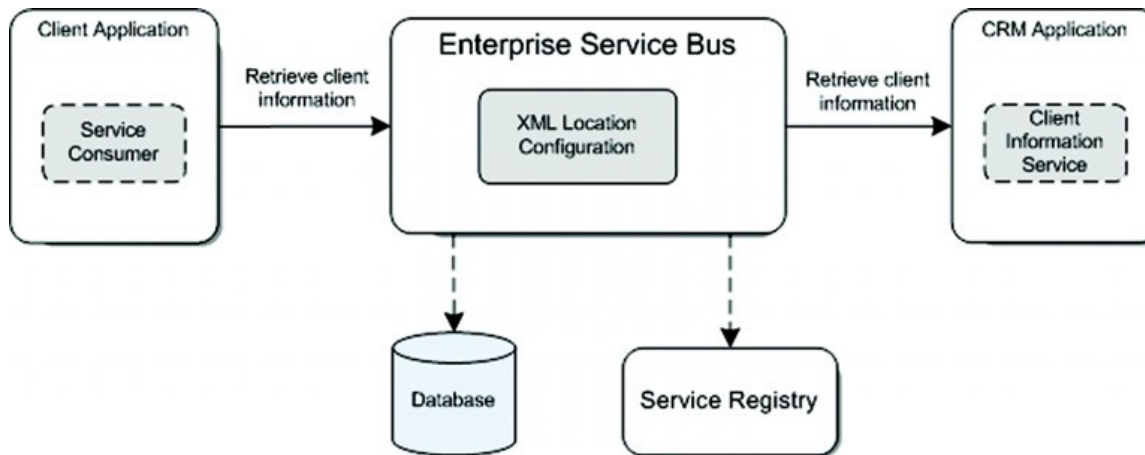 Client Application
Service
Consumer
Retrieve client
information
Enterprise Service Bus
XML Location
Configuration
Retrieve client
information
CRM Application
Client
Information
Service
Database
Service Registry